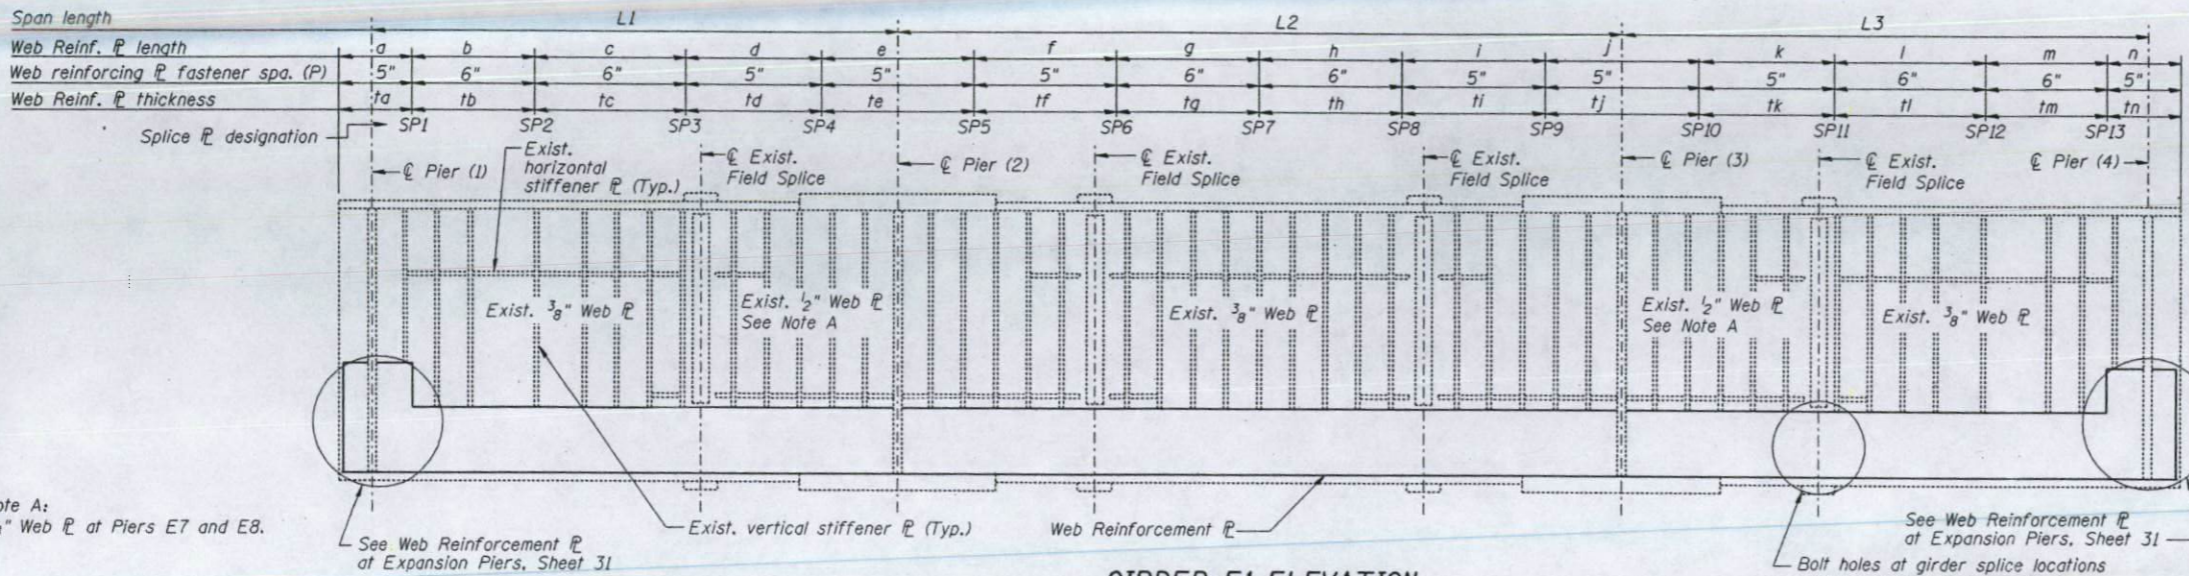 Span length L1 L2 L3
Web Reinf. ℄ length a b c d e f g h i j k l m n
Web reinforcing ℄ fastener spa. (P) 5" 6" 6" 5" 5" 5" 6" 6" 5" 5" 5" 6" 6" 5"
Web Reinf. ℄ thickness ta tb tc td te tf tg th ti tj tk tl tm tn
Splice ℄ designation SP1 SP2 SP3 SP4 SP5 SP6 SP7 SP8 SP9 SP10 SP11 SP12 SP13
℄ Pier (1)
Exist.
horizontal
stiffener ℄ (Typ.)
℄ Exist.
Field Splice
℄ Pier (2)
℄ Exist.
Field Splice
℄ Exist.
Field Splice
℄ Pier (3)
℄ Exist.
Field Splice
℄ Pier (4)
Exist. 3/8" Web ℄
Exist. 1/2" Web ℄
See Note A
Exist. 3/8" Web ℄
Exist. 1/2" Web ℄
See Note A
Exist. 3/8" Web ℄
ote A:
" Web ℄ at Piers E7 and E8.
See Web Reinforcement ℄
at Expansion Piers, Sheet 31
Exist. vertical stiffener ℄ (Typ.)
Web Reinforcement ℄
See Web Reinforcement ℄
at Expansion Piers, Sheet 31
Bolt holes at girder splice locations